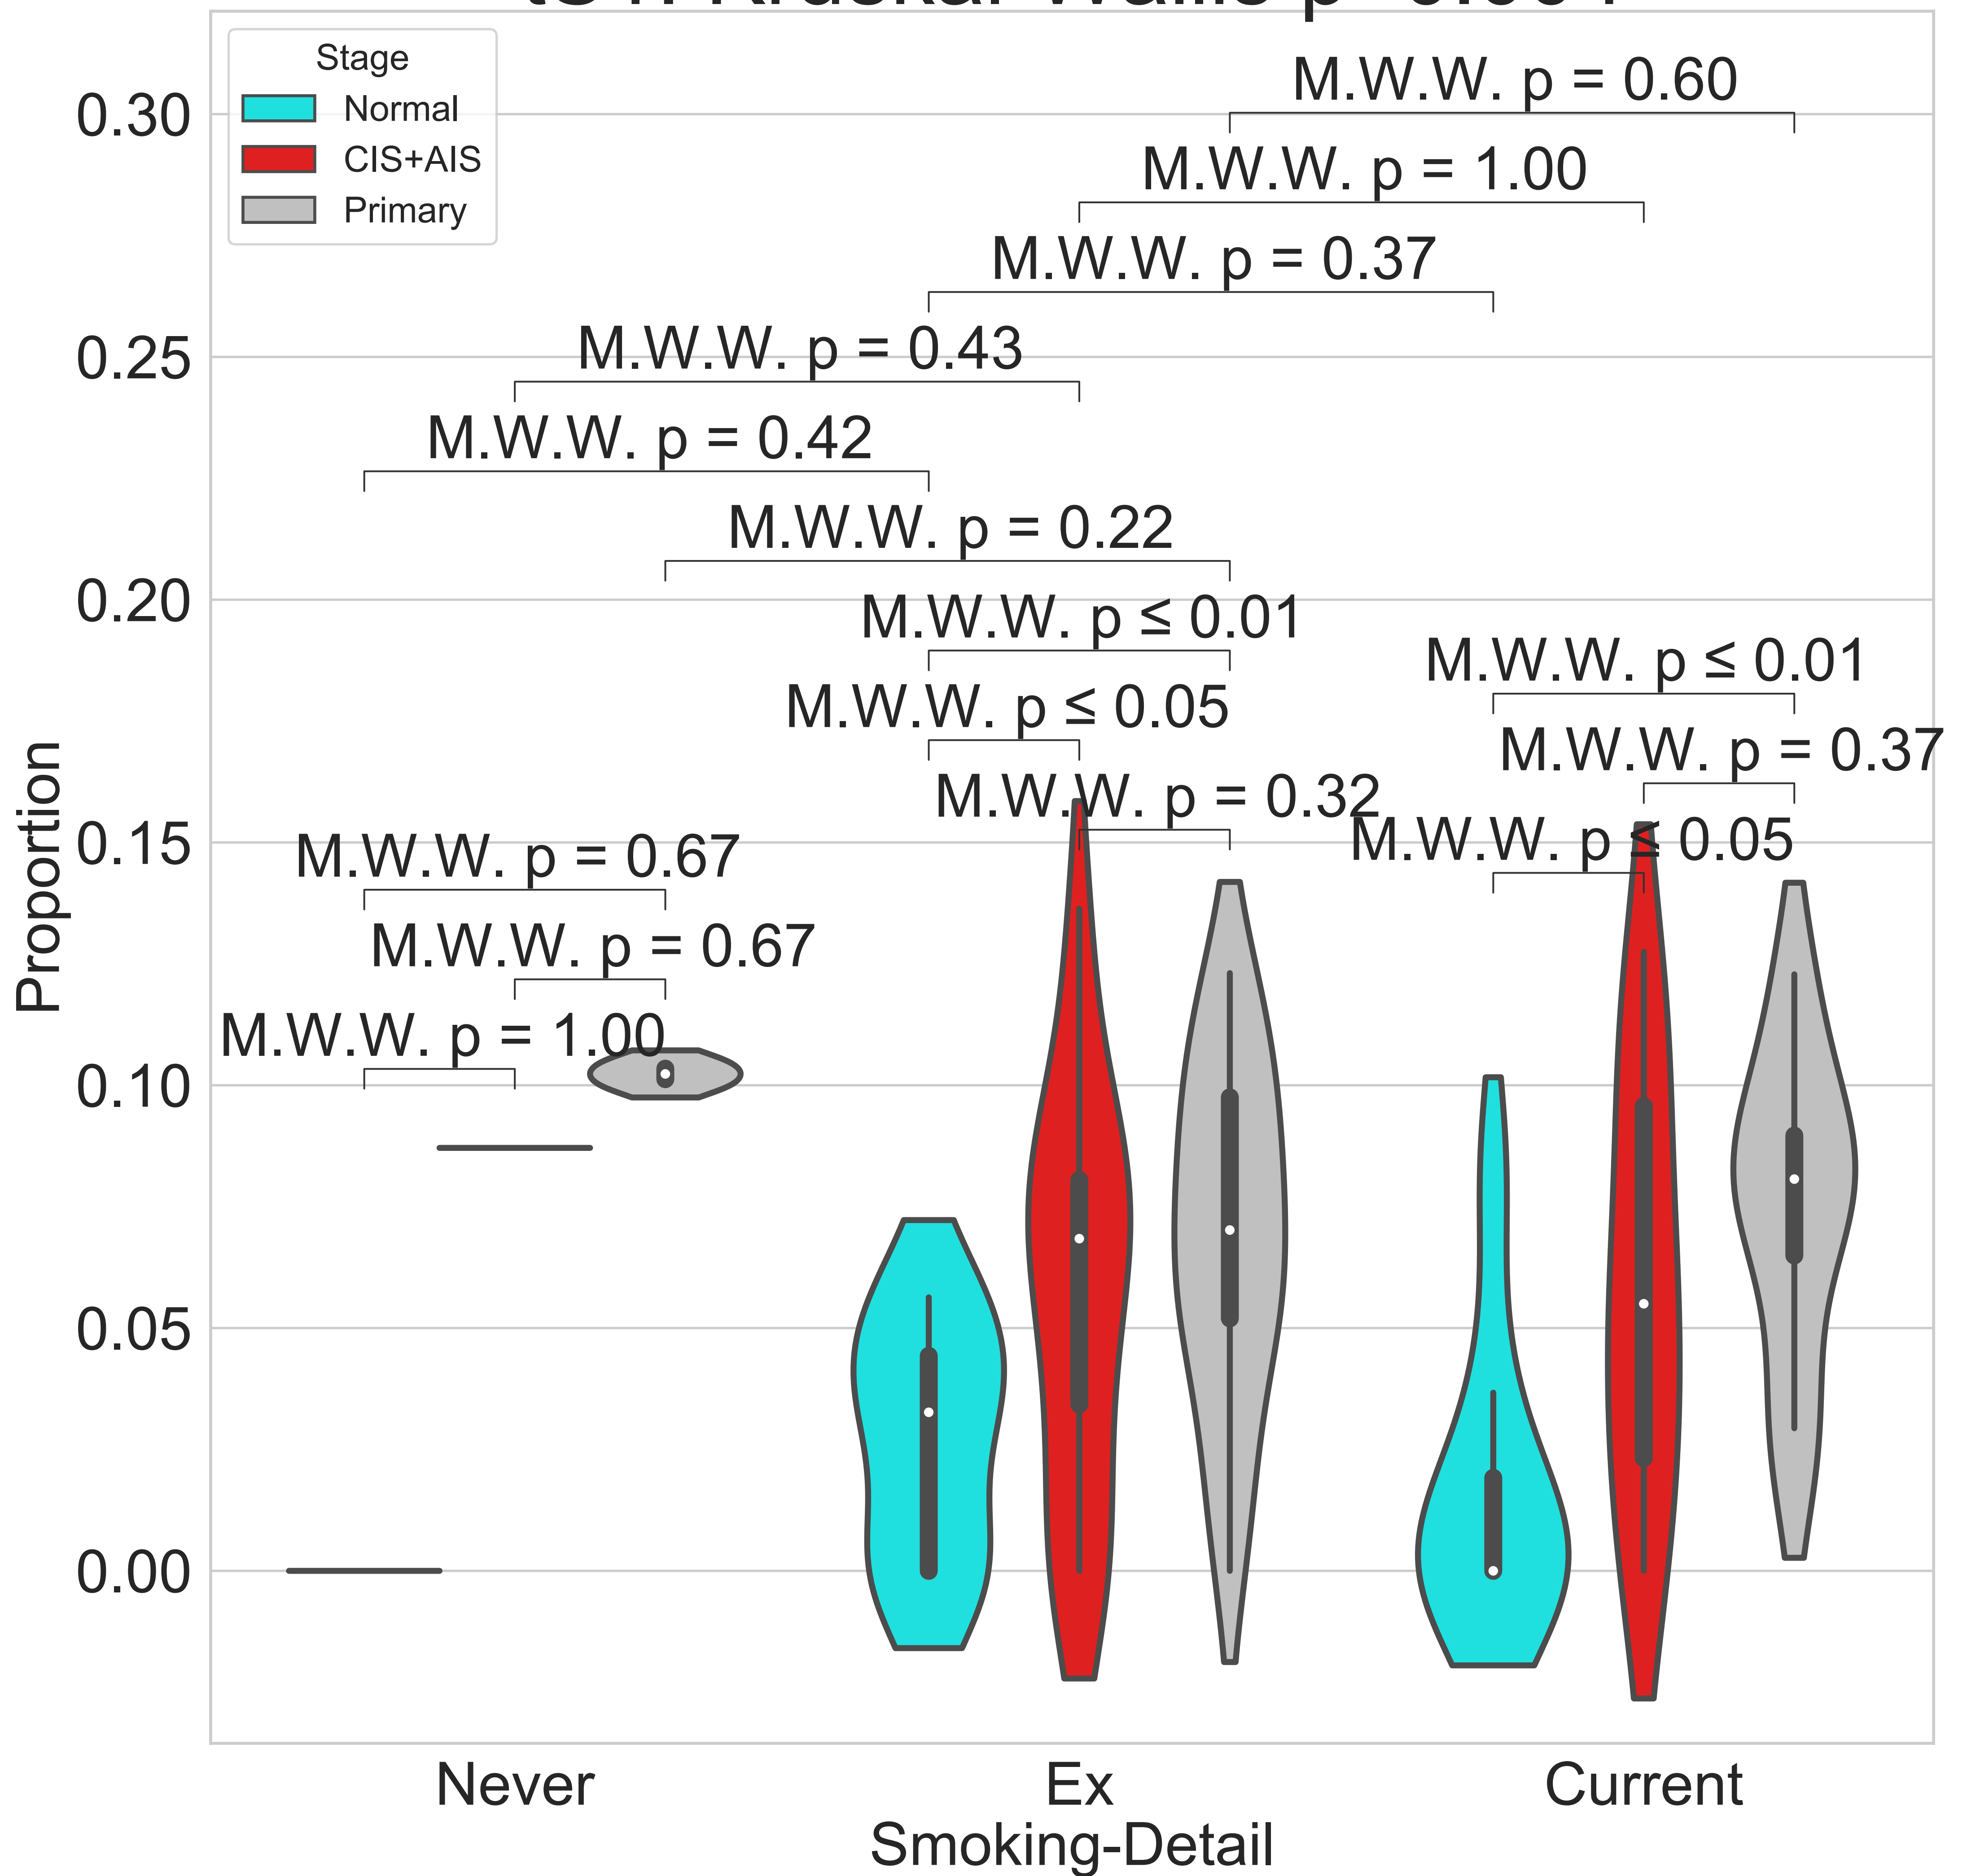 Stage
Normal
CIS+AIS
Primary
M.W.W. p = 0.60
M.W.W. p = 1.00
M.W.W. p = 0.37
M.W.W. p = 0.43
M.W.W. p = 0.42
M.W.W. p = 0.22
M.W.W. p ≤ 0.01
M.W.W. p ≤ 0.05
M.W.W. p = 0.32
M.W.W. p ≤ 0.01
M.W.W. p = 0.37
M.W.W. p ≤ 0.05
M.W.W. p = 0.67
M.W.W. p = 0.67
M.W.W. p = 1.00
Proportion
0.30
0.25
0.20
0.15
0.10
0.05
0.00
Never
Ex
Current
Smoking-Detail